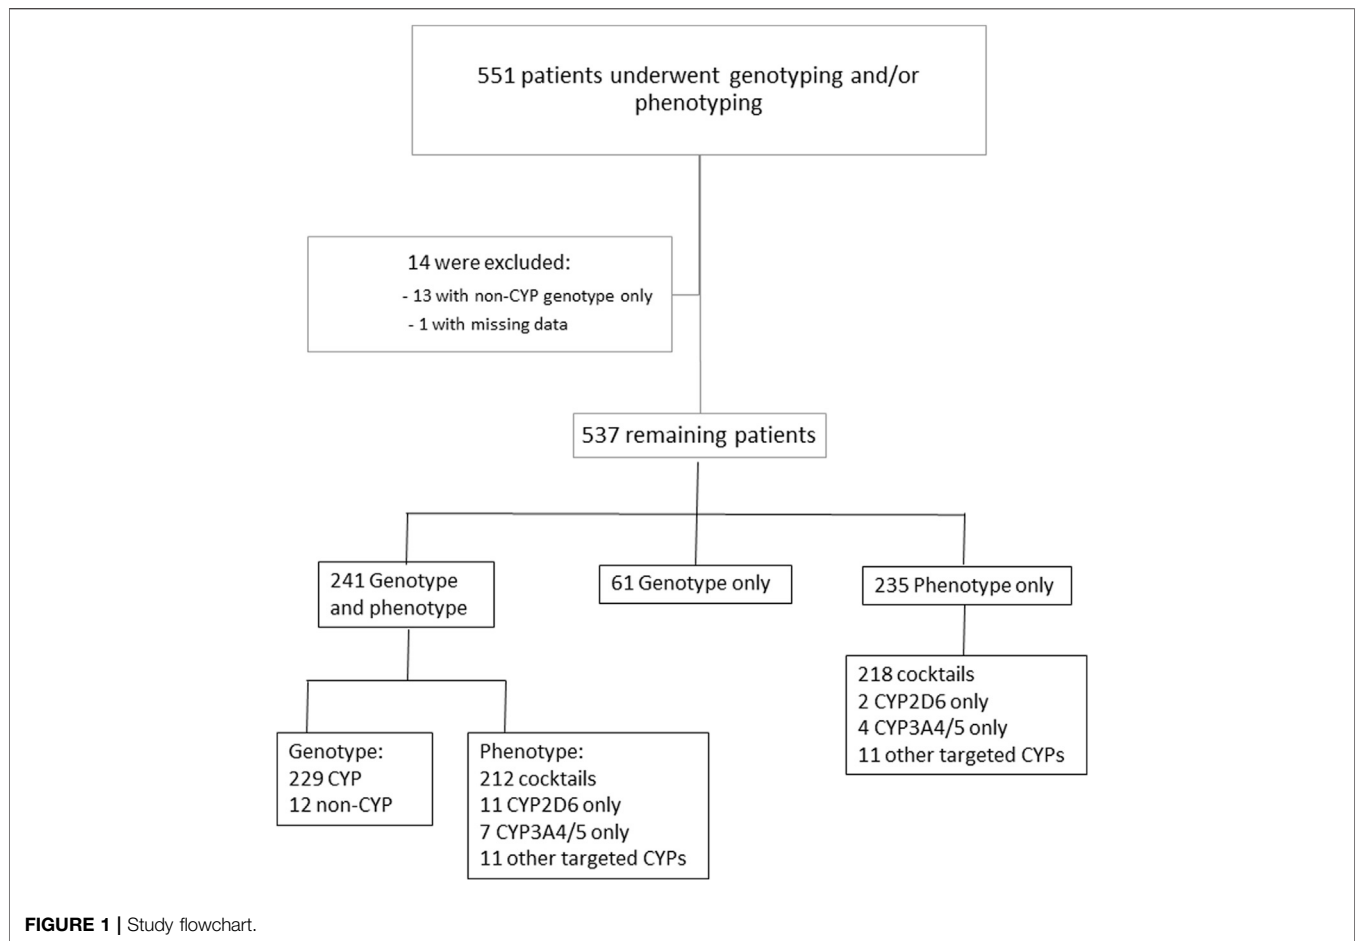 551 patients underwent genotyping and/or
phenotyping
14 were excluded:
- 13 with non-CYP genotype only
- 1 with missing data
537 remaining patients
241 Genotype
and phenotype
61 Genotype only
235 Phenotype only
218 cocktails
2 CYP2D6 only
4 CYP3A4/5 only
11 other targeted CYPs
Genotype:
229 CYP
12 non-CYP
Phenotype:
212 cocktails
11 CYP2D6 only
7 CYP3A4/5 only
11 other targeted CYPs
FIGURE 1 | Study flowchart.